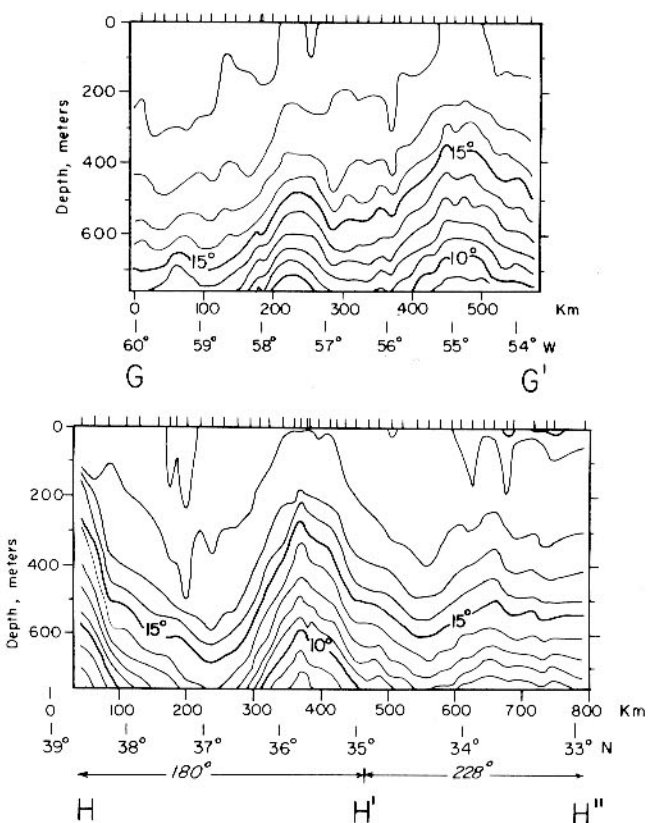 0
200
400
600
Depth, meters
15°
15°
10°
0 100 200 300 400 500 Km
60° 59° 58° 57° 56° 55° 54° W
G G'
0
200
400
600
Depth, meters
15°
15°
10°
0 100 200 300 400 500 600 700 800 Km
39° 38° 37° 36° 35° 34° 33° N
180° 228°
H H' H"